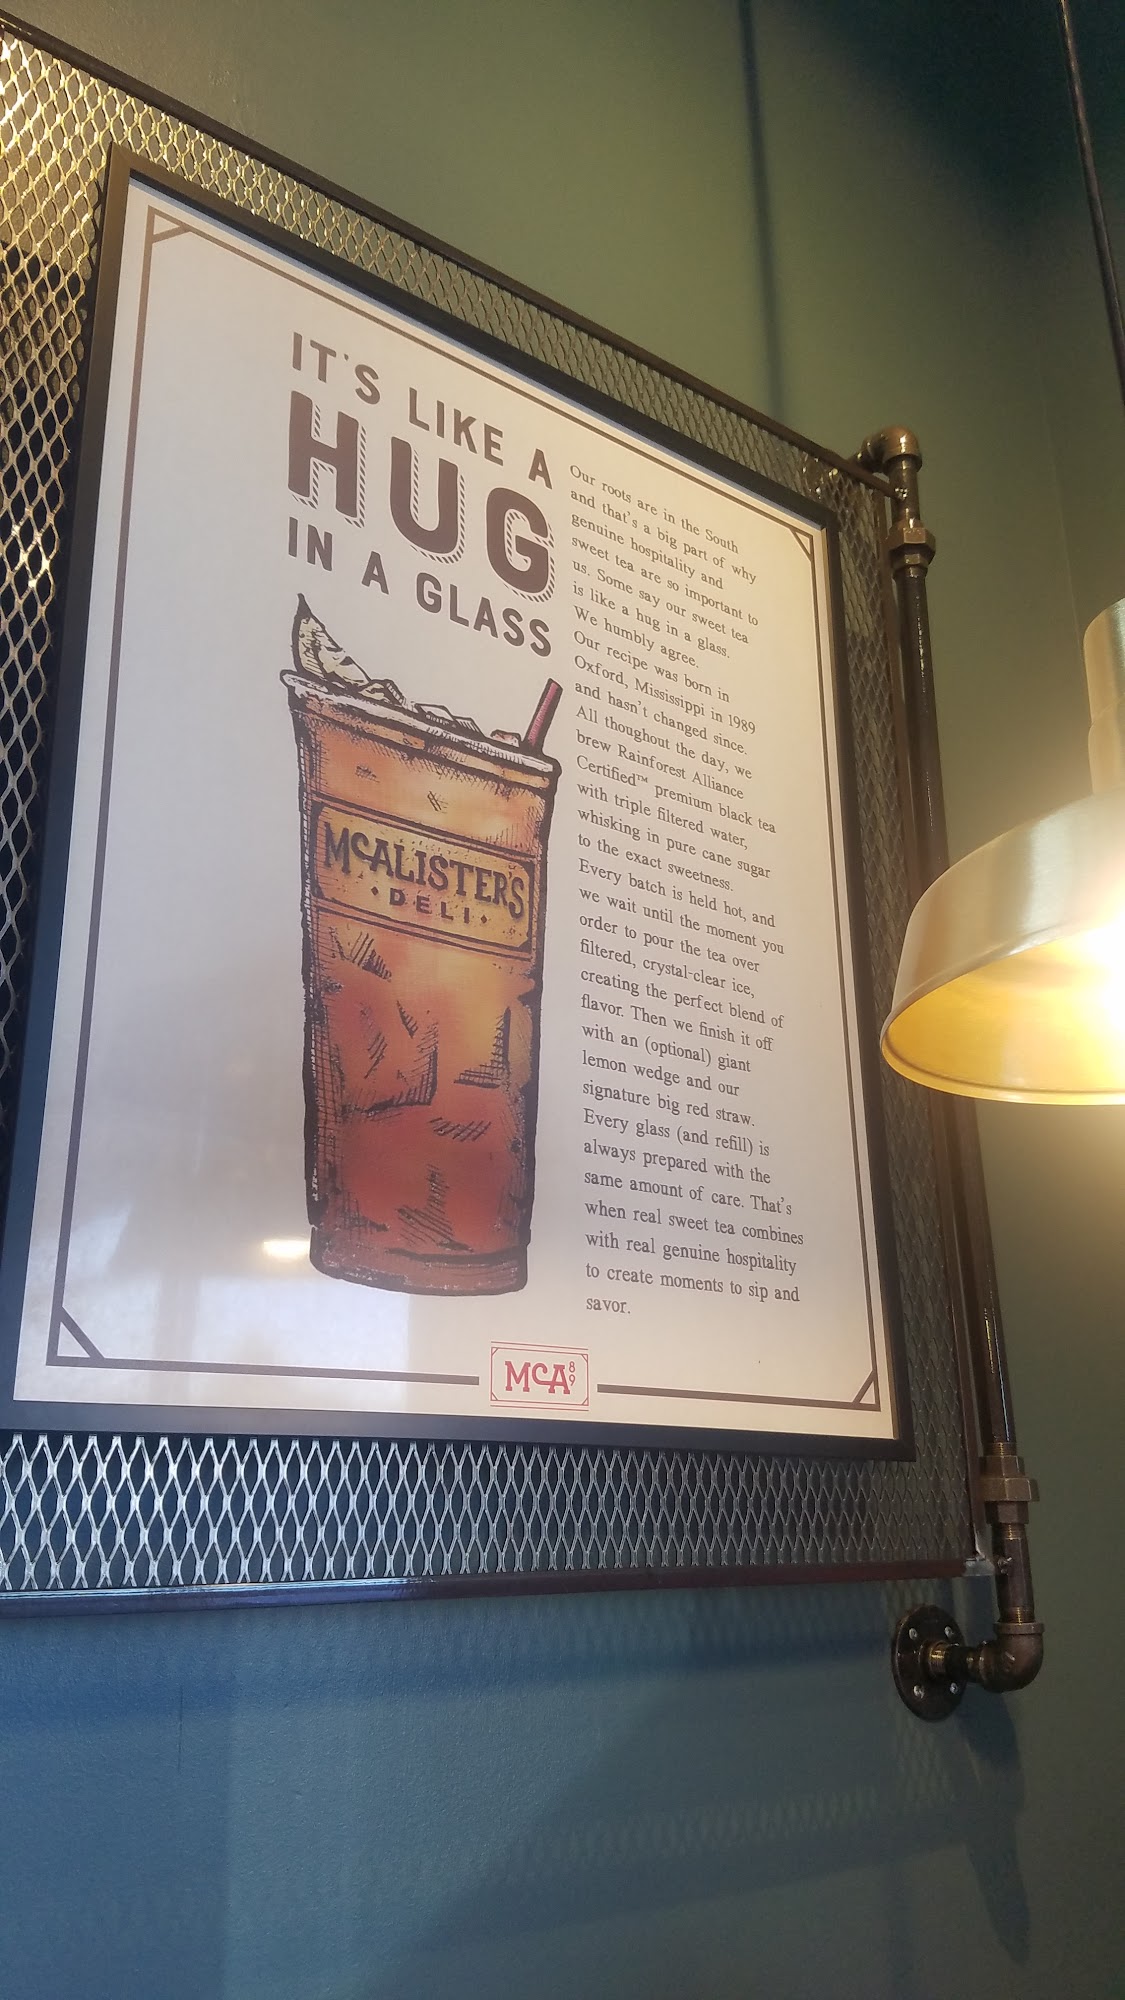 IT'S LIKE A
HUG
IN A GLASS
McALISTER'S
• DELI •
Our roots are in the South
and that's a big part of why
genuine hospitality and
sweet tea are so important to
us. Some say our sweet tea
is like a hug in a glass.
We humbly agree.
Our recipe was born in
Oxford, Mississippi in 1989
and hasn't changed since.
All thoughout the day, we
brew Rainforest Alliance
Certified™ premium black tea
with triple filtered water,
whisking in pure cane sugar
to the exact sweetness.
Every batch is held hot, and
we wait until the moment you
order to pour the tea over
filtered, crystal-clear ice,
creating the perfect blend of
flavor. Then we finish it off
with an (optional) giant
lemon wedge and our
signature big red straw.
Every glass (and refill) is
always prepared with the
same amount of care. That's
when real sweet tea combines
with real genuine hospitality
to create moments to sip and
savor.
McA 89